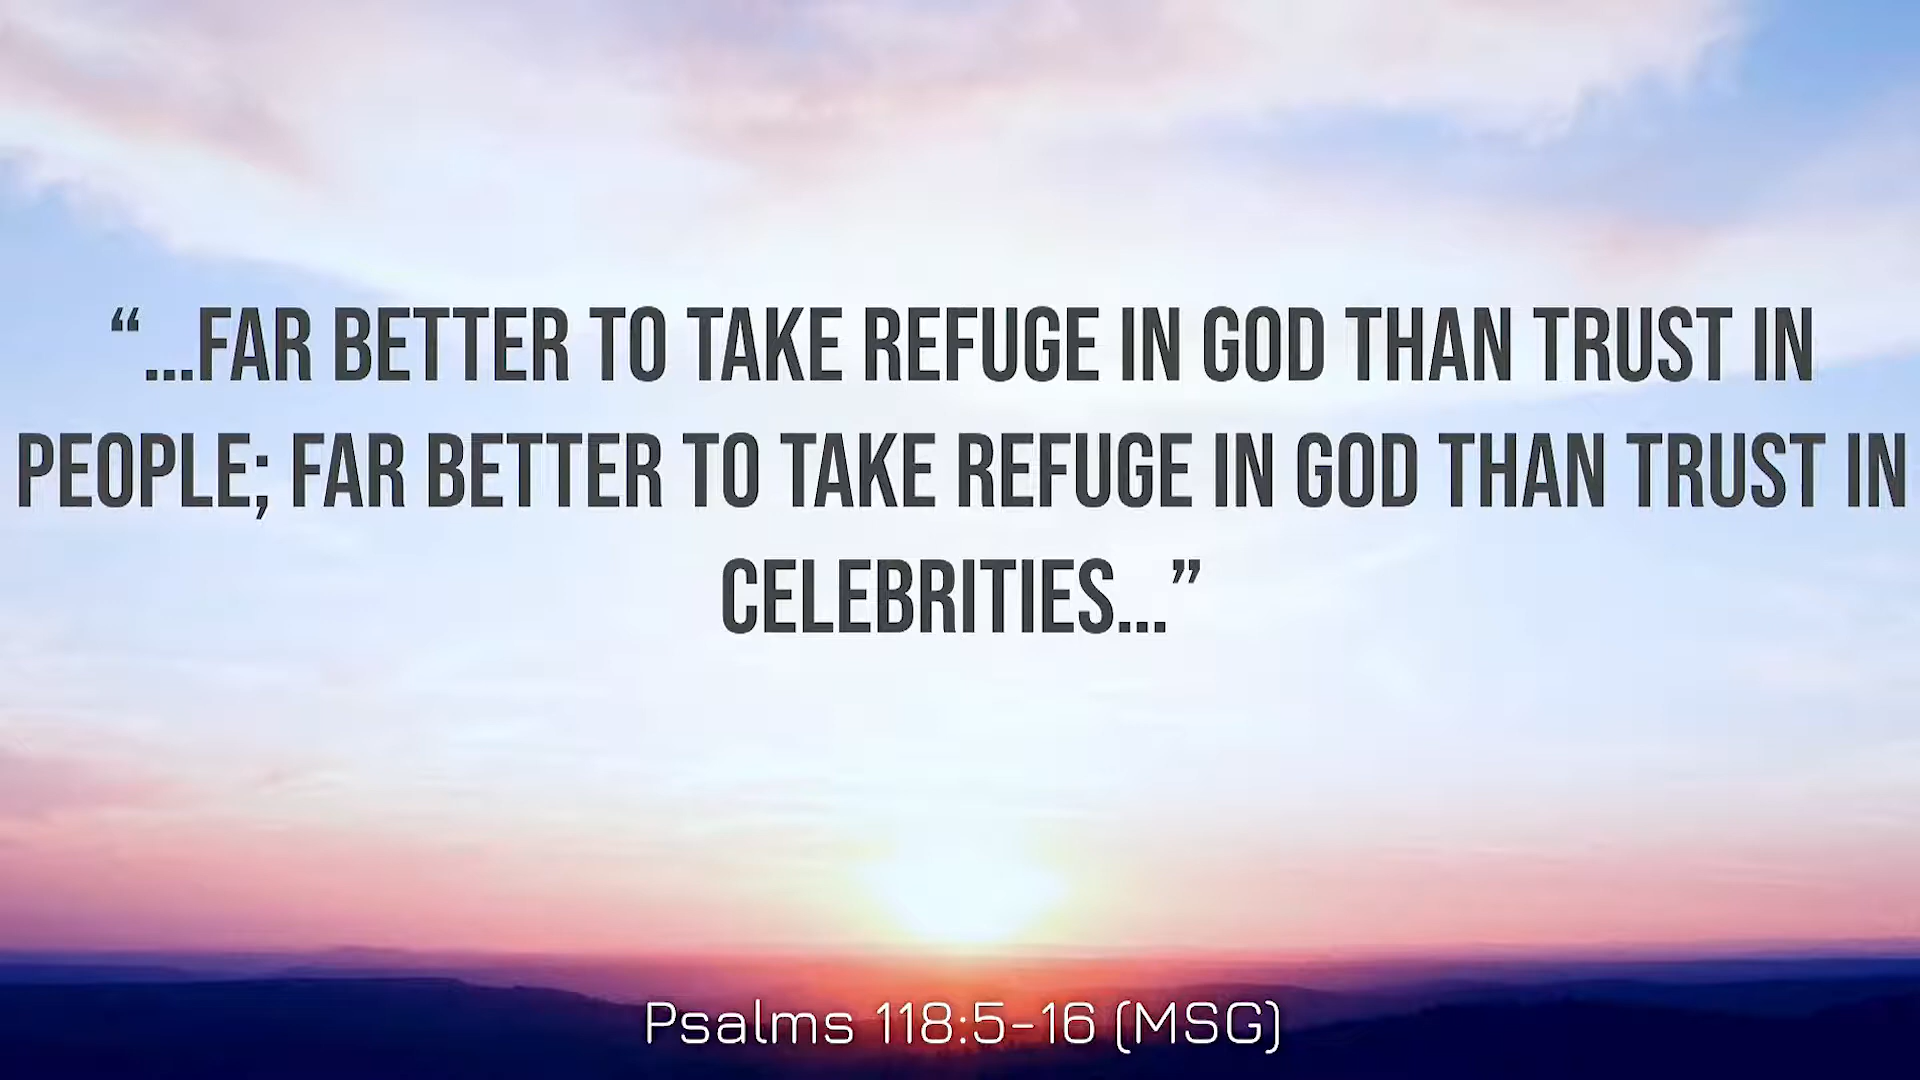 “...FAR BETTER TO TAKE REFUGE IN GOD THAN TRUST IN
PEOPLE; FAR BETTER TO TAKE REFUGE IN GOD THAN TRUST IN
CELEBRITIES...”
Psalms 118:5-16 (MSG)